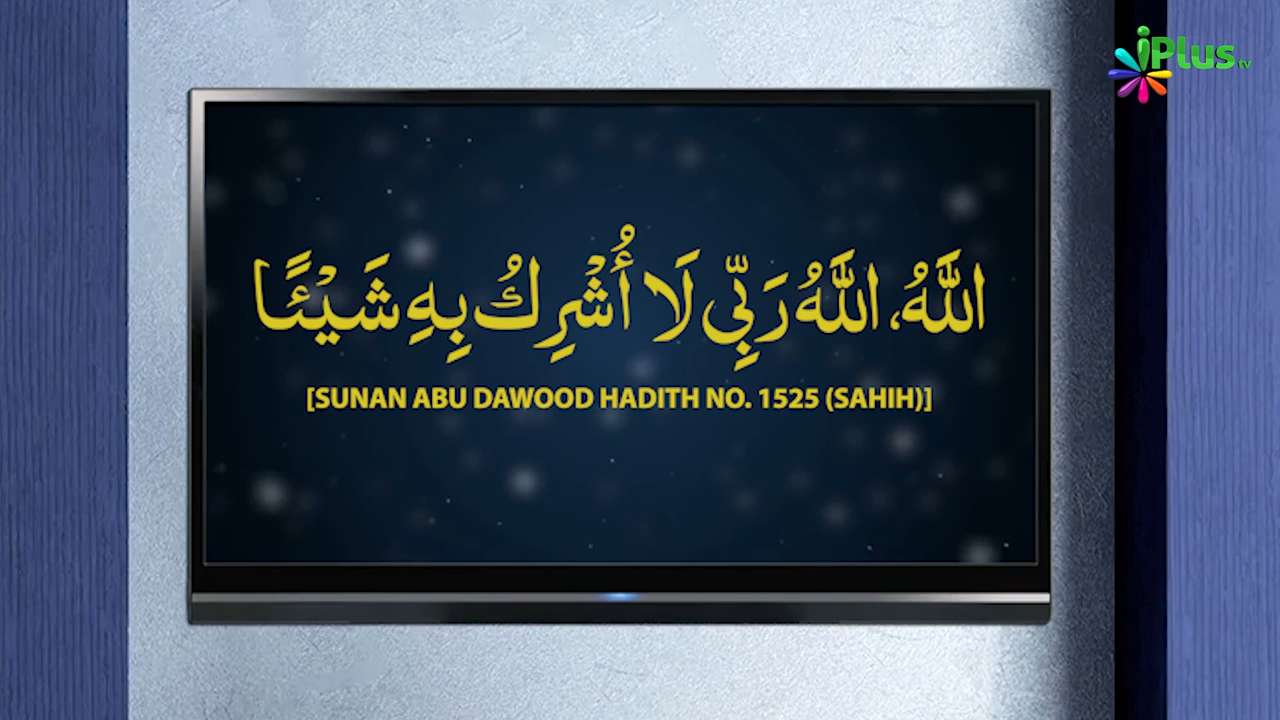 اللَّهُ، اللَّهُ رَبِّي لَا أُشْرِكُ بِهِ شَيْئًا
[SUNAN ABU DAWOOD HADITH NO. 1525 (SAHIH)]
iPlus tv